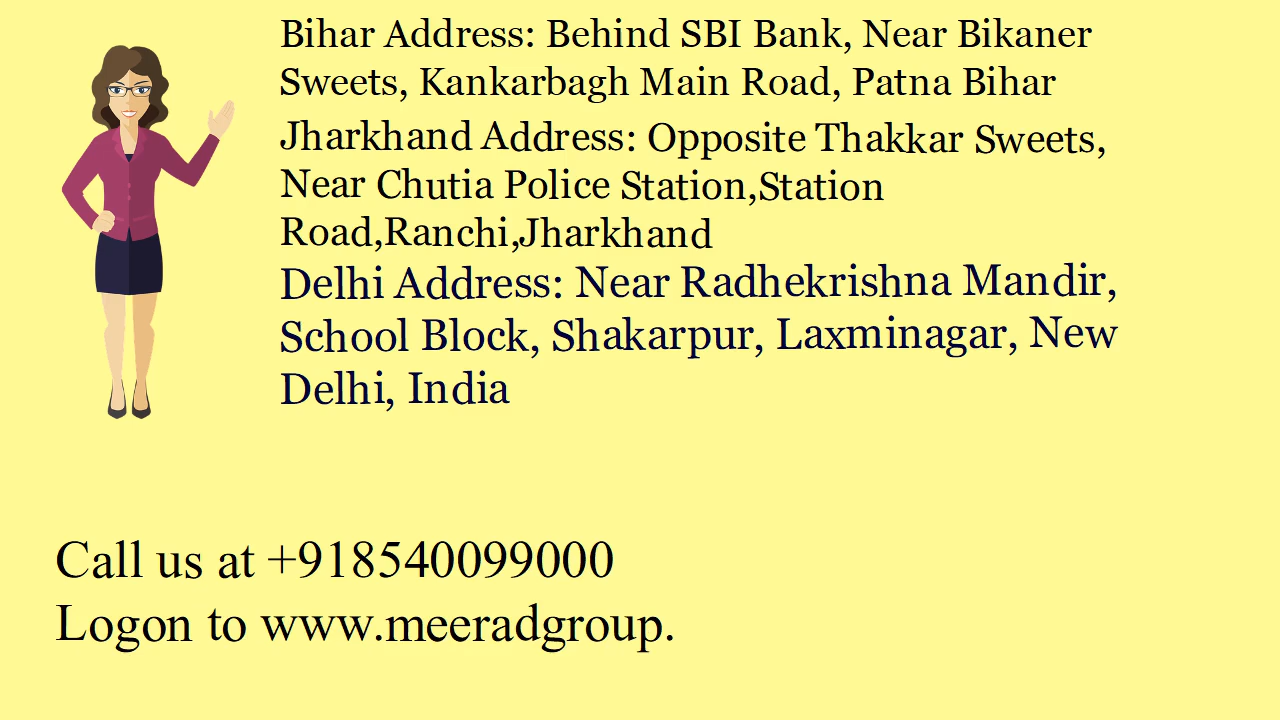 Bihar Address: Behind SBI Bank, Near Bikaner
Sweets, Kankarbagh Main Road, Patna Bihar
Jharkhand Address: Opposite Thakkar Sweets,
Near Chutia Police Station,Station
Road,Ranchi,Jharkhand
Delhi Address: Near Radhekrishna Mandir,
School Block, Shakarpur, Laxminagar, New
Delhi, India
Call us at +918540099000
Logon to www.meeradgroup.